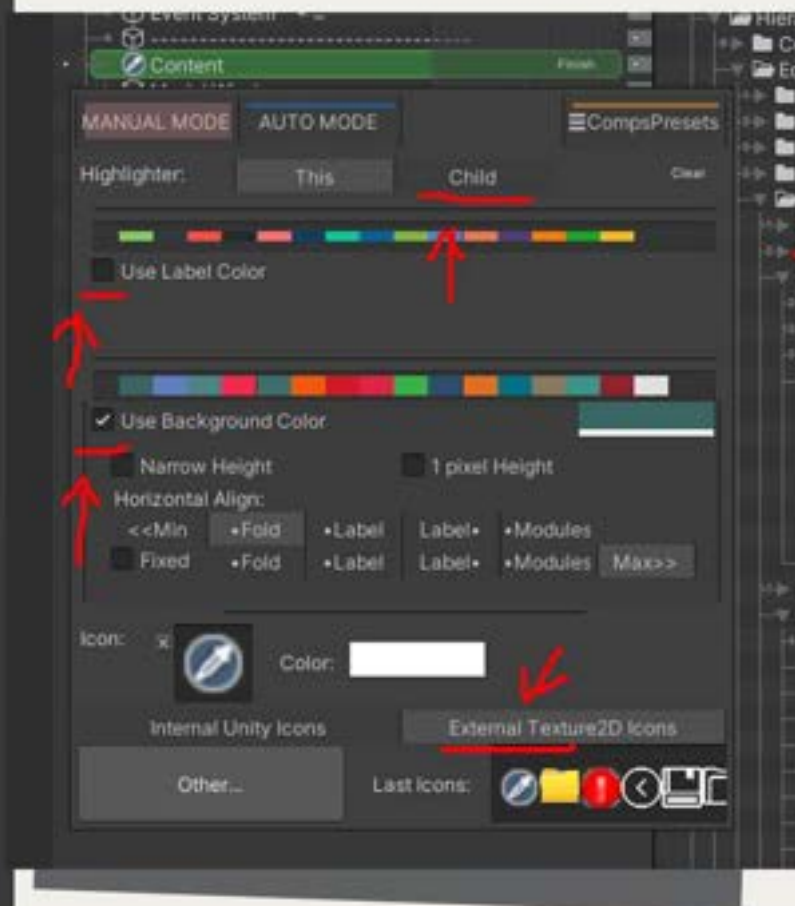 Event System
--------------------------------
Content Finish
MANUAL MODE AUTO MODE ☰CompsPresets
Highlighter: This Child Clear
Use Label Color
Use Background Color
Narrow Height 1 pixel Height
Horizontal Align:
<<Min •Fold •Label Label• •Modules
Fixed •Fold •Label Label• •Modules Max>>
Icon: x Color:
Internal Unity Icons External Texture2D Icons
Other... Last Icons: